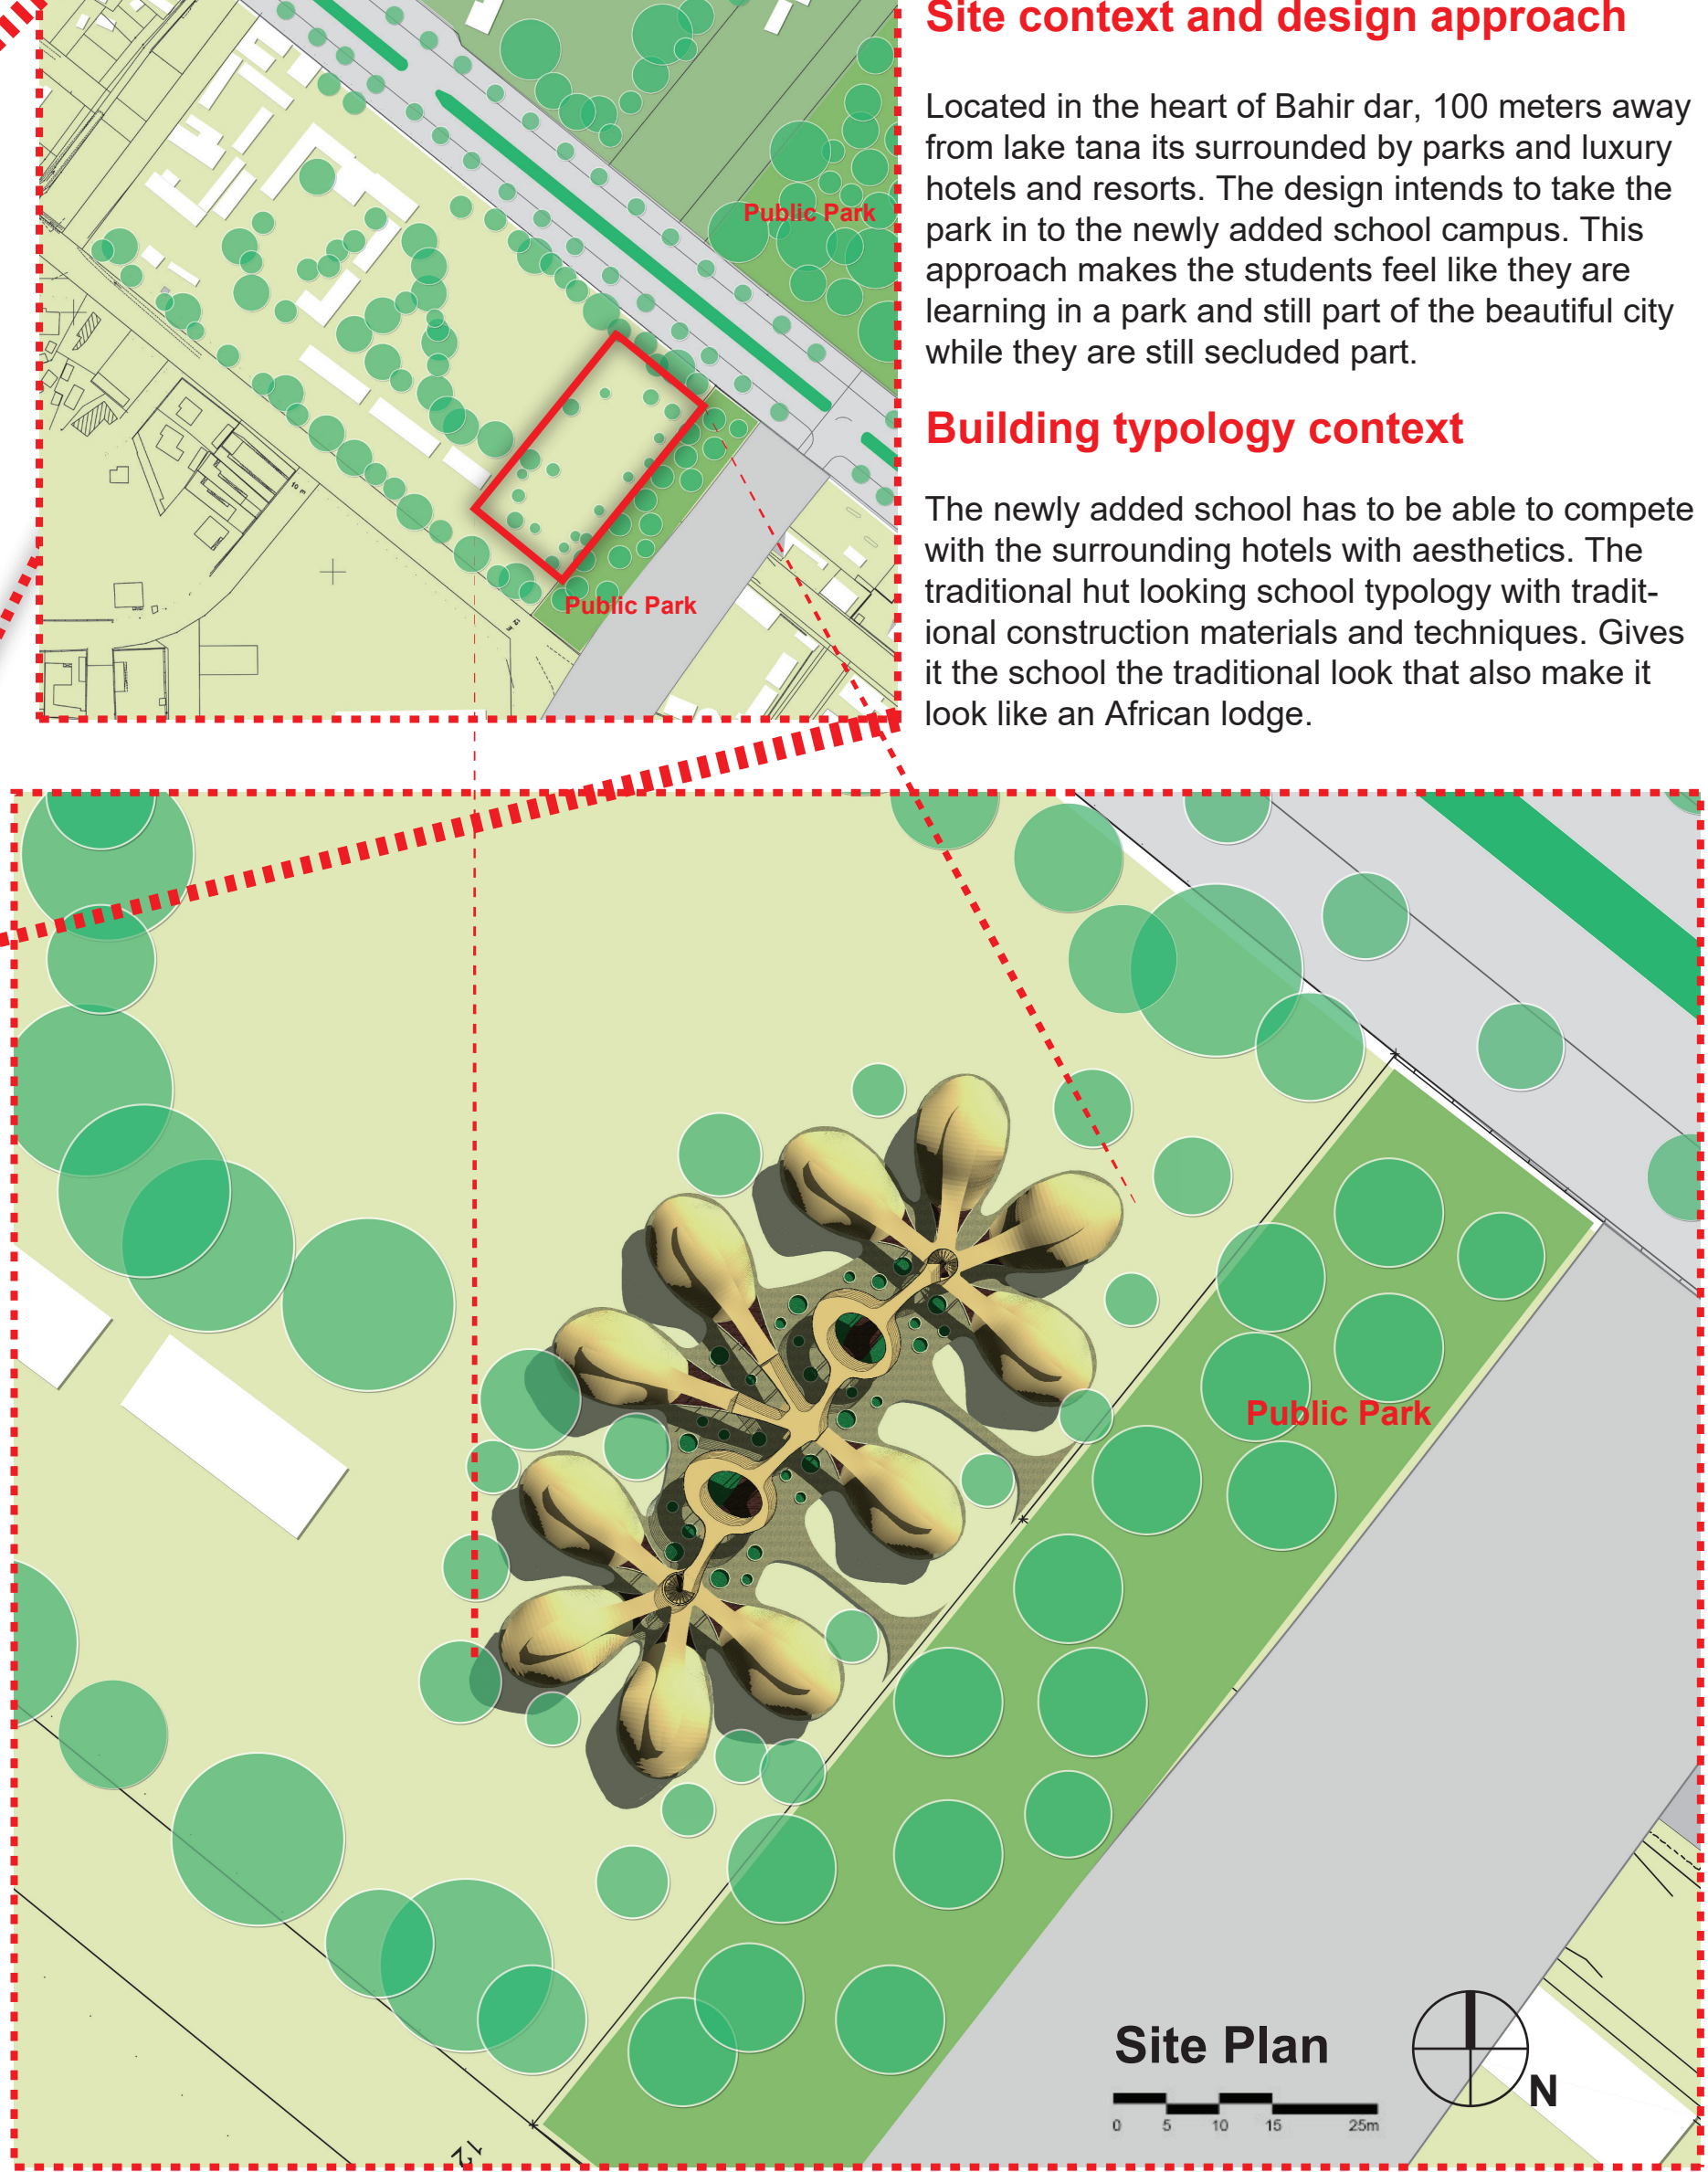 Site context and design approach
Located in the heart of Bahir dar, 100 meters away
from lake tana its surrounded by parks and luxury
hotels and resorts. The design intends to take the
park in to the newly added school campus. This
approach makes the students feel like they are
learning in a park and still part of the beautiful city
while they are still secluded part.
Building typology context
The newly added school has to be able to compete
with the surrounding hotels with aesthetics. The
traditional hut looking school typology with tradit-
ional construction materials and techniques. Gives
it the school the traditional look that also make it
look like an African lodge.
Public Park
10 m
Public Park
Public Park
Site Plan
N
0 5 10 15 25m
12